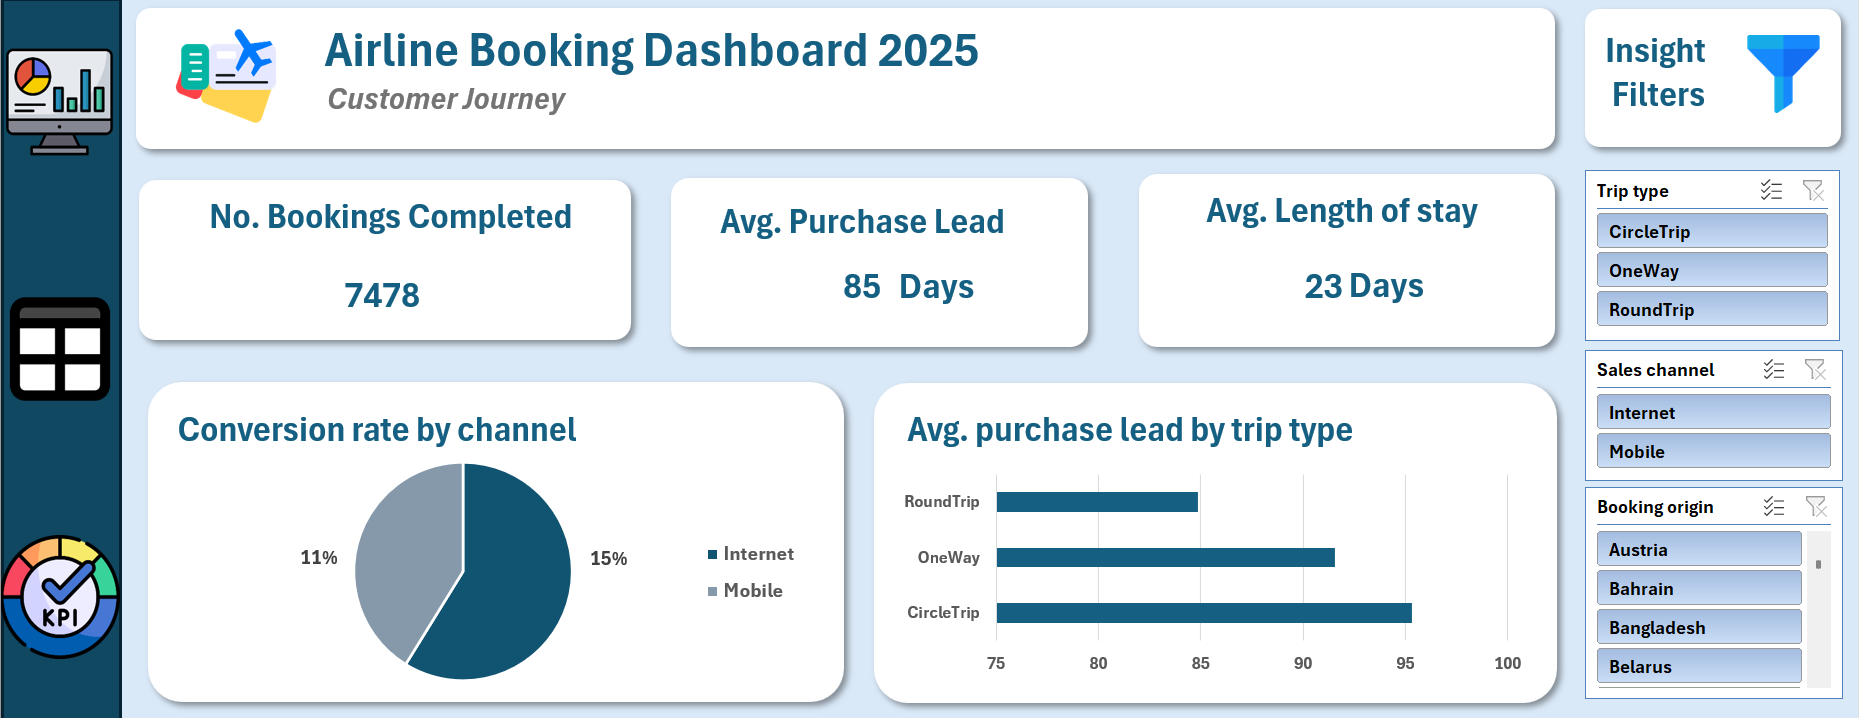 Airline Booking Dashboard 2025
Customer Journey
Insight
Filters
No. Bookings Completed
7478
Avg. Purchase Lead
85 Days
Avg. Length of stay
23 Days
Trip type
CircleTrip
OneWay
RoundTrip
Sales channel
Internet
Mobile
Booking origin
Austria
Bahrain
Bangladesh
Belarus
Conversion rate by channel
11%
15%
Internet
Mobile
Avg. purchase lead by trip type
RoundTrip
OneWay
CircleTrip
75 80 85 90 95 100
KPI